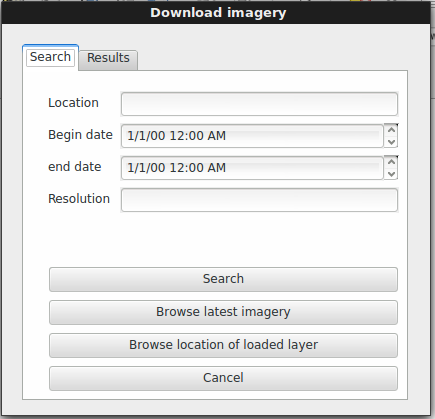 Download imagery
Search Results
Location
Begin date 1/1/00 12:00 AM
end date 1/1/00 12:00 AM
Resolution
Search
Browse latest imagery
Browse location of loaded layer
Cancel